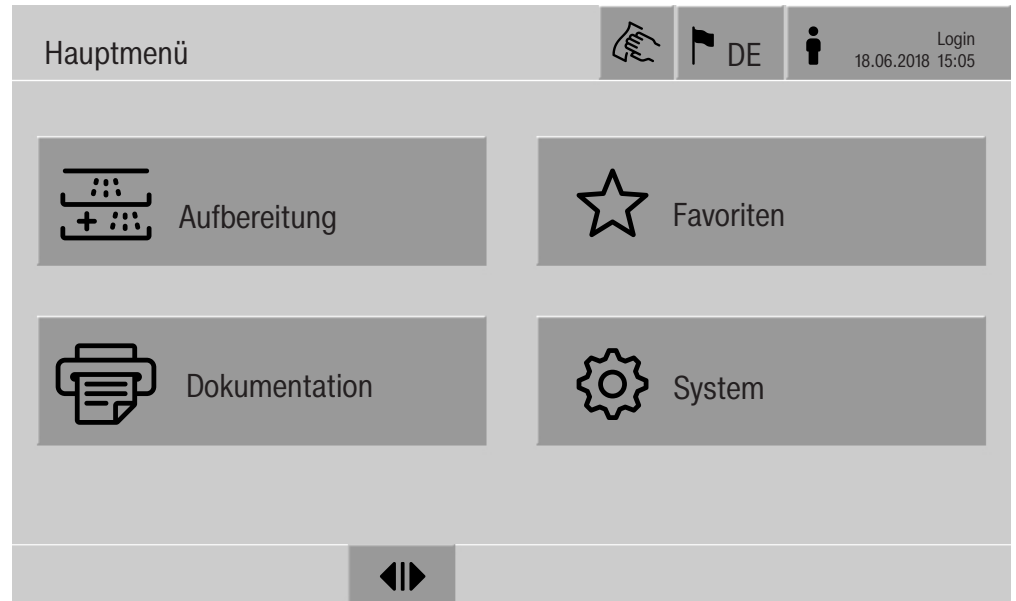 Hauptmenü
DE
Login
18.06.2018 15:05
Aufbereitung
Favoriten
Dokumentation
System